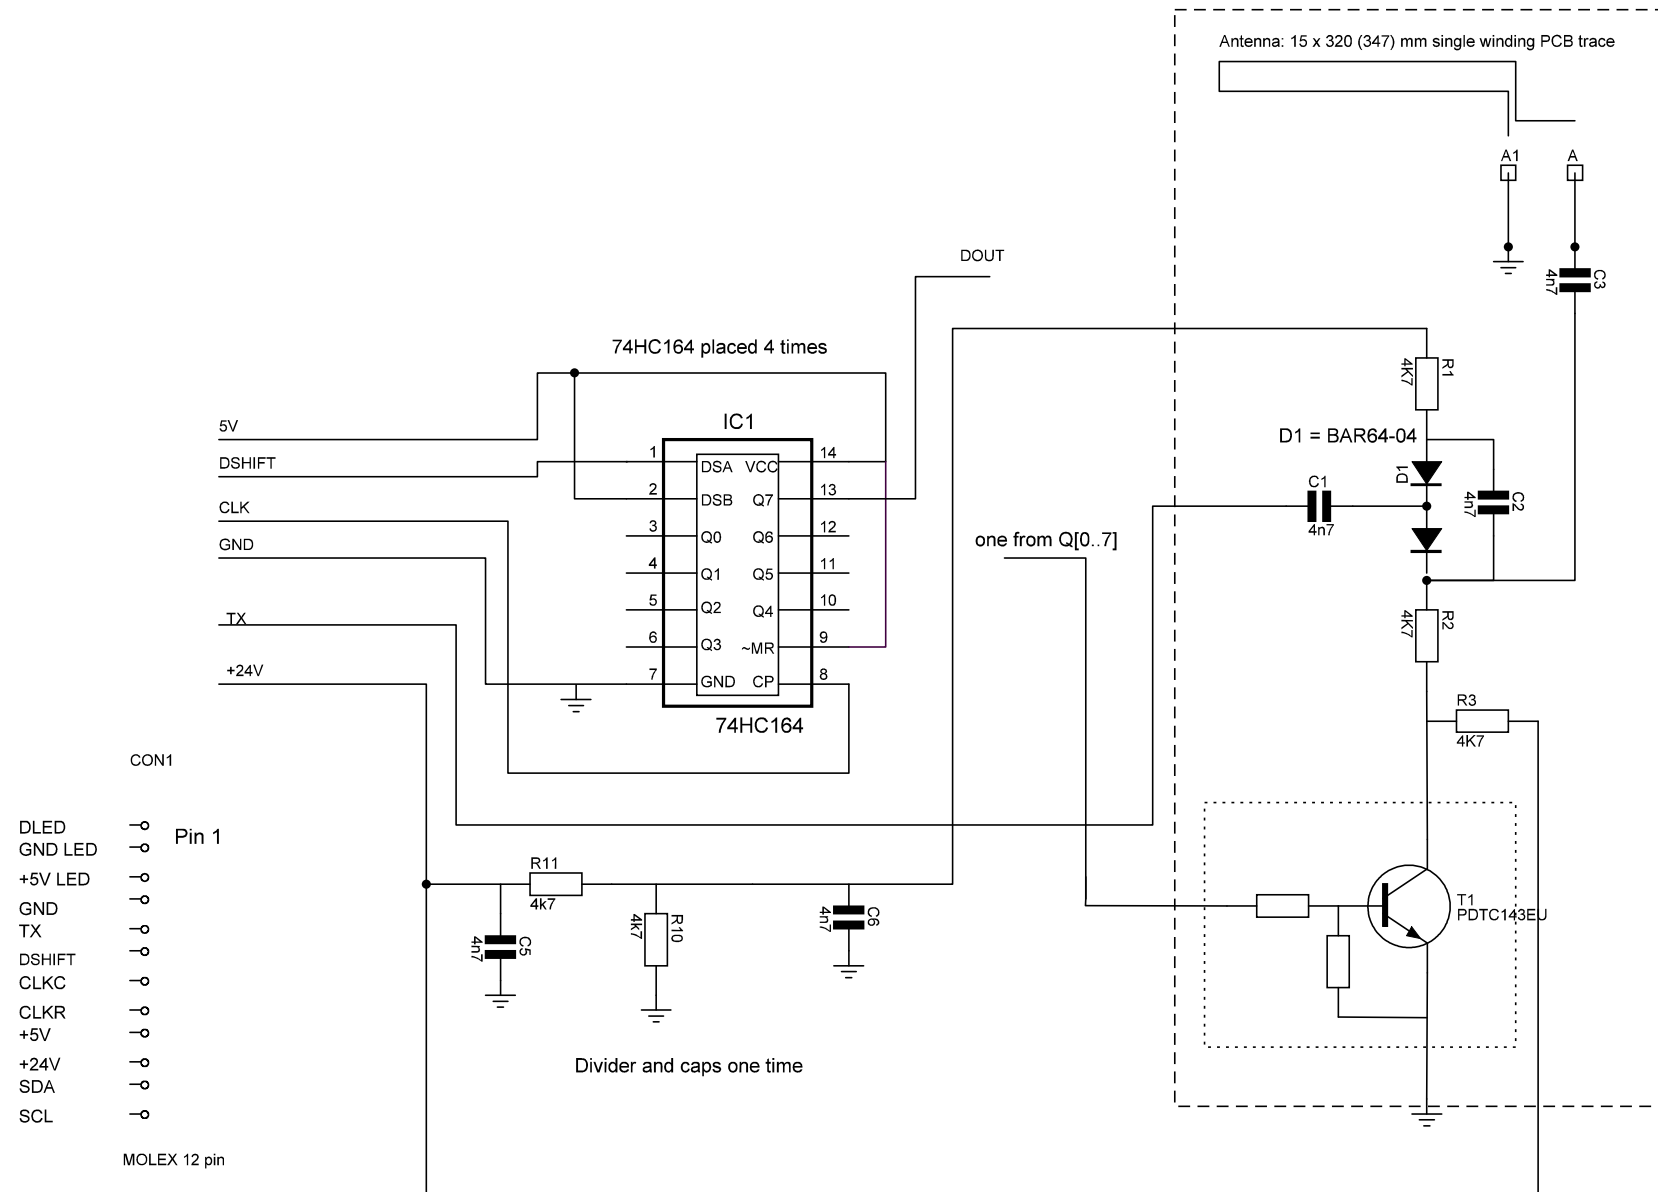 Antenna: 15 x 320 (347) mm single winding PCB trace
A1
A
C3
4n7
DOUT
74HC164 placed 4 times
R1
4K7
IC1
5V
D1 = BAR64-04
DSHIFT
1
DSA
VCC
14
D1
CLK
2
DSB
Q7
13
C1
4n7
C2
4n7
3
Q0
Q6
12
GND
one from Q[0..7]
4
Q1
Q5
11
5
Q2
Q4
10
TX
R2
4K7
6
Q3
~MR
9
+24V
7
GND
CP
8
74HC164
R3
4K7
CON1
DLED
Pin 1
GND LED
+5V LED
GND
TX
DSHIFT
CLKC
CLKR
+5V
+24V
SDA
SCL
MOLEX 12 pin
R11
4k7
C5
4n7
R10
4k7
C6
4n7
T1
PDTC143EU
Divider and caps one time